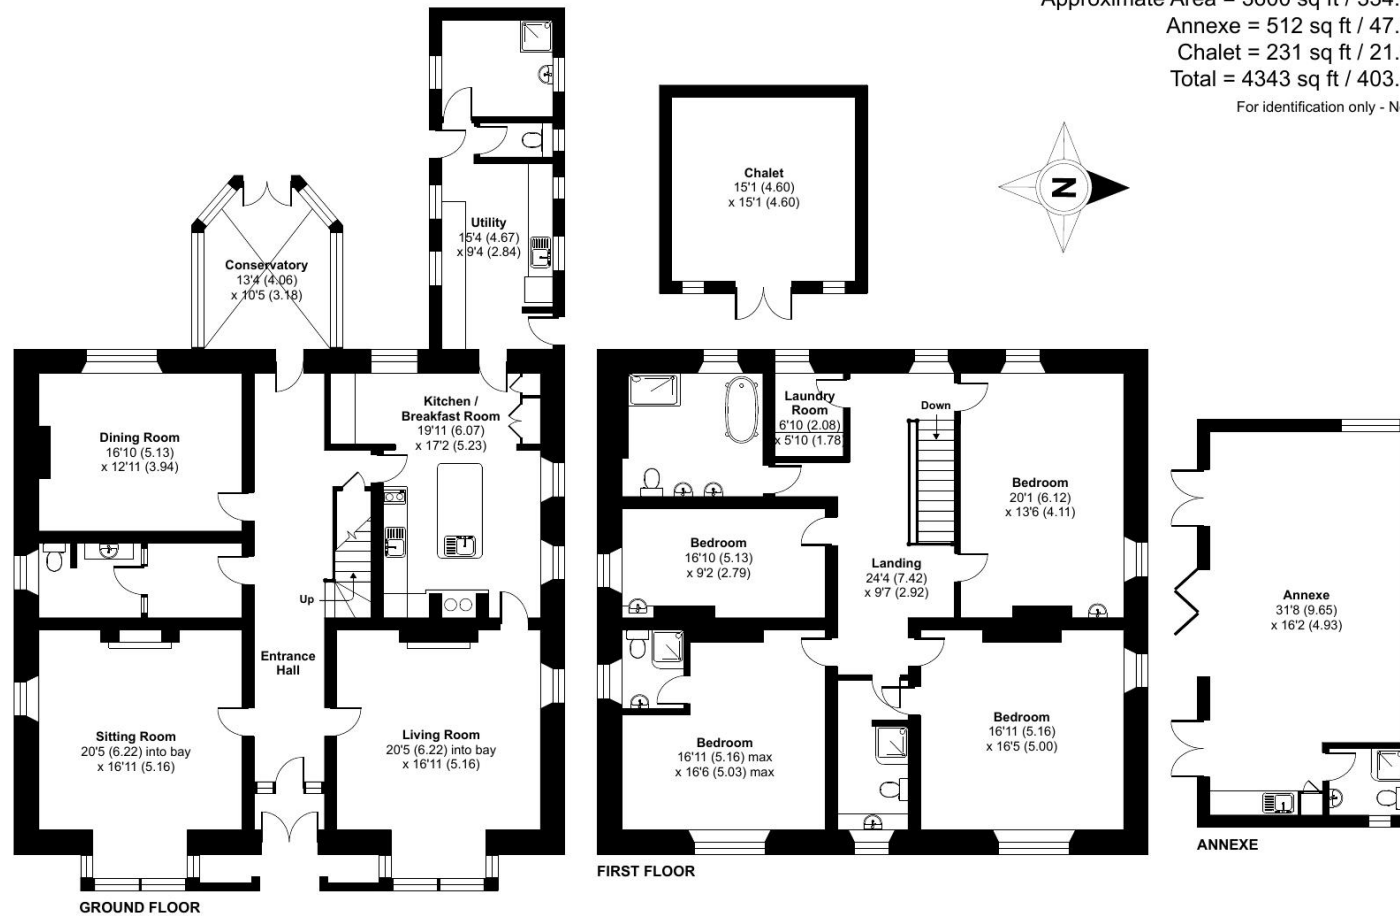 Approximate Area = 3600 sq ft / 334.
Annexe = 512 sq ft / 47.
Chalet = 231 sq ft / 21.
Total = 4343 sq ft / 403.
For identification only - N
Chalet
15'1 (4.60)
x 15'1 (4.60)
N
Utility
15'4 (4.67)
x 9'4 (2.84)
Conservatory
13'4 (4.06)
x 10'5 (3.18)
Kitchen /
Breakfast Room
19'11 (6.07)
x 17'2 (5.23)
Dining Room
16'10 (5.13)
x 12'11 (3.94)
Up
Entrance
Hall
Sitting Room
20'5 (6.22) into bay
x 16'11 (5.16)
Living Room
20'5 (6.22) into bay
x 16'11 (5.16)
GROUND FLOOR
Laundry
Room
6'10 (2.08)
x 5'10 (1.78)
Down
Bedroom
20'1 (6.12)
x 13'6 (4.11)
Bedroom
16'10 (5.13)
x 9'2 (2.79)
Landing
24'4 (7.42)
x 9'7 (2.92)
Bedroom
16'11 (5.16) max
x 16'6 (5.03) max
Bedroom
16'11 (5.16)
x 16'5 (5.00)
FIRST FLOOR
Annexe
31'8 (9.65)
x 16'2 (4.93)
ANNEXE